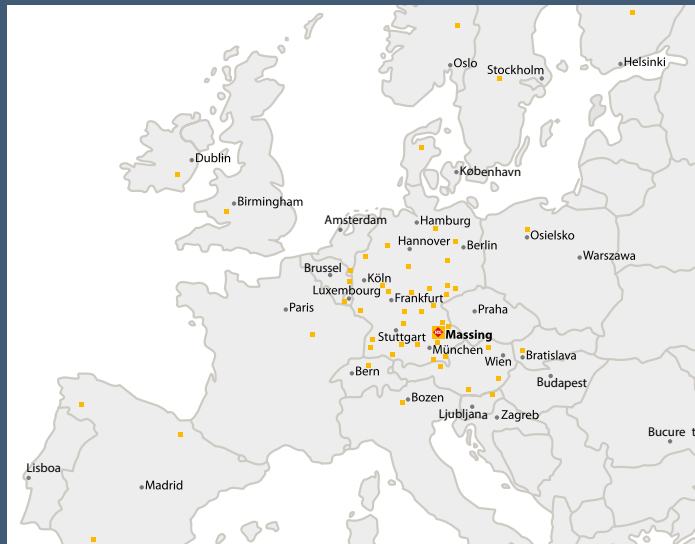 Oslo
Stockholm
Helsinki
Dublin
København
Birmingham
Amsterdam
Hamburg
Hannover
Berlin
Osielsko
Warszawa
Brussel
Köln
Luxembourg
Frankfurt
Paris
Praha
Stuttgart
Massing
München
Wien
Bratislava
Bern
Budapest
Bozen
Ljubljana
Zagreb
Bucure t
Lisboa
Madrid